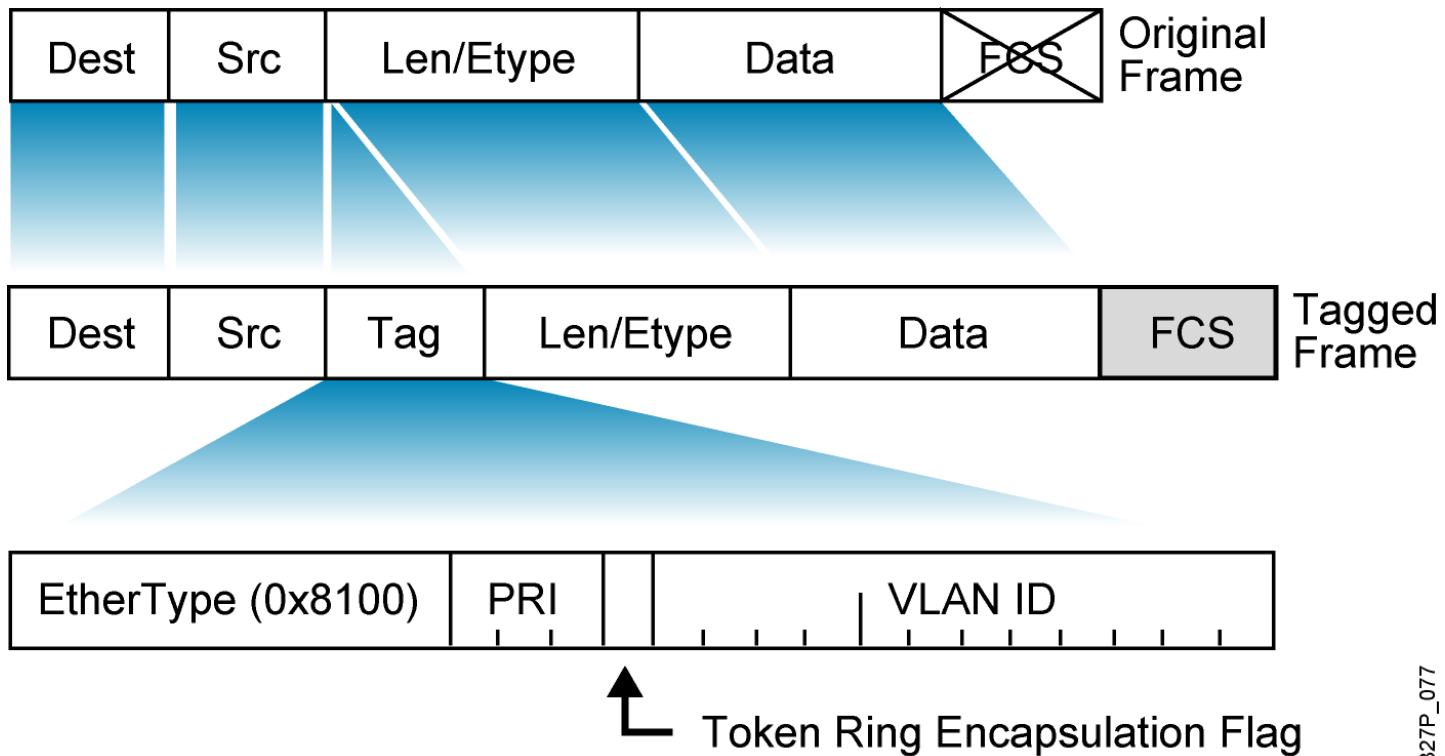 Dest Src Len/Etype Data FCS Original
Frame
Dest Src Tag Len/Etype Data FCS Tagged
Frame
EtherType (0x8100) PRI VLAN ID
Token Ring Encapsulation Flag
827P_077